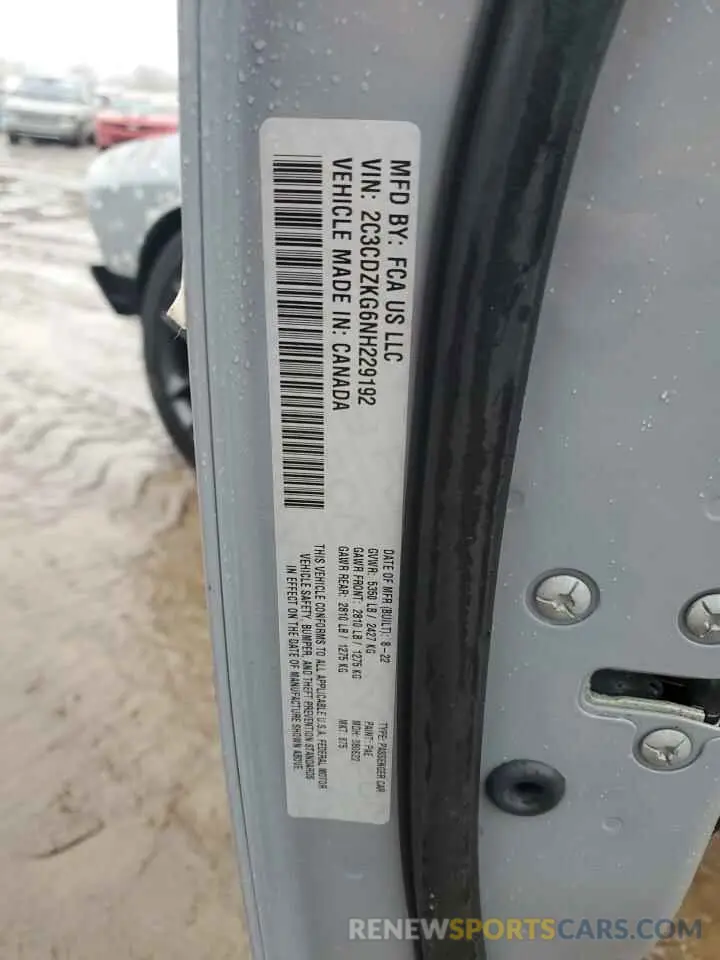 MFD BY: FCA US LLC
VIN: 2C3CDZKG6NH229192
VEHICLE MADE IN: CANADA
DATE OF MFR (BUILT): 8-22
GVWR: 5350 LB / 2427 KG
GAWR FRONT: 2810 LB / 1275 KG
GAWR REAR: 2810 LB / 1275 KG
TYPE: PASSENGER CAR
PAINT: PAE
MDH:
MKT: 875
THIS VEHICLE CONFORMS TO ALL APPLICABLE U.S.A. FEDERAL MOTOR
VEHICLE SAFETY, BUMPER, AND THEFT PREVENTION STANDARDS
IN EFFECT ON THE DATE OF MANUFACTURE SHOWN ABOVE.
RENEWSPORTSCARS.COM